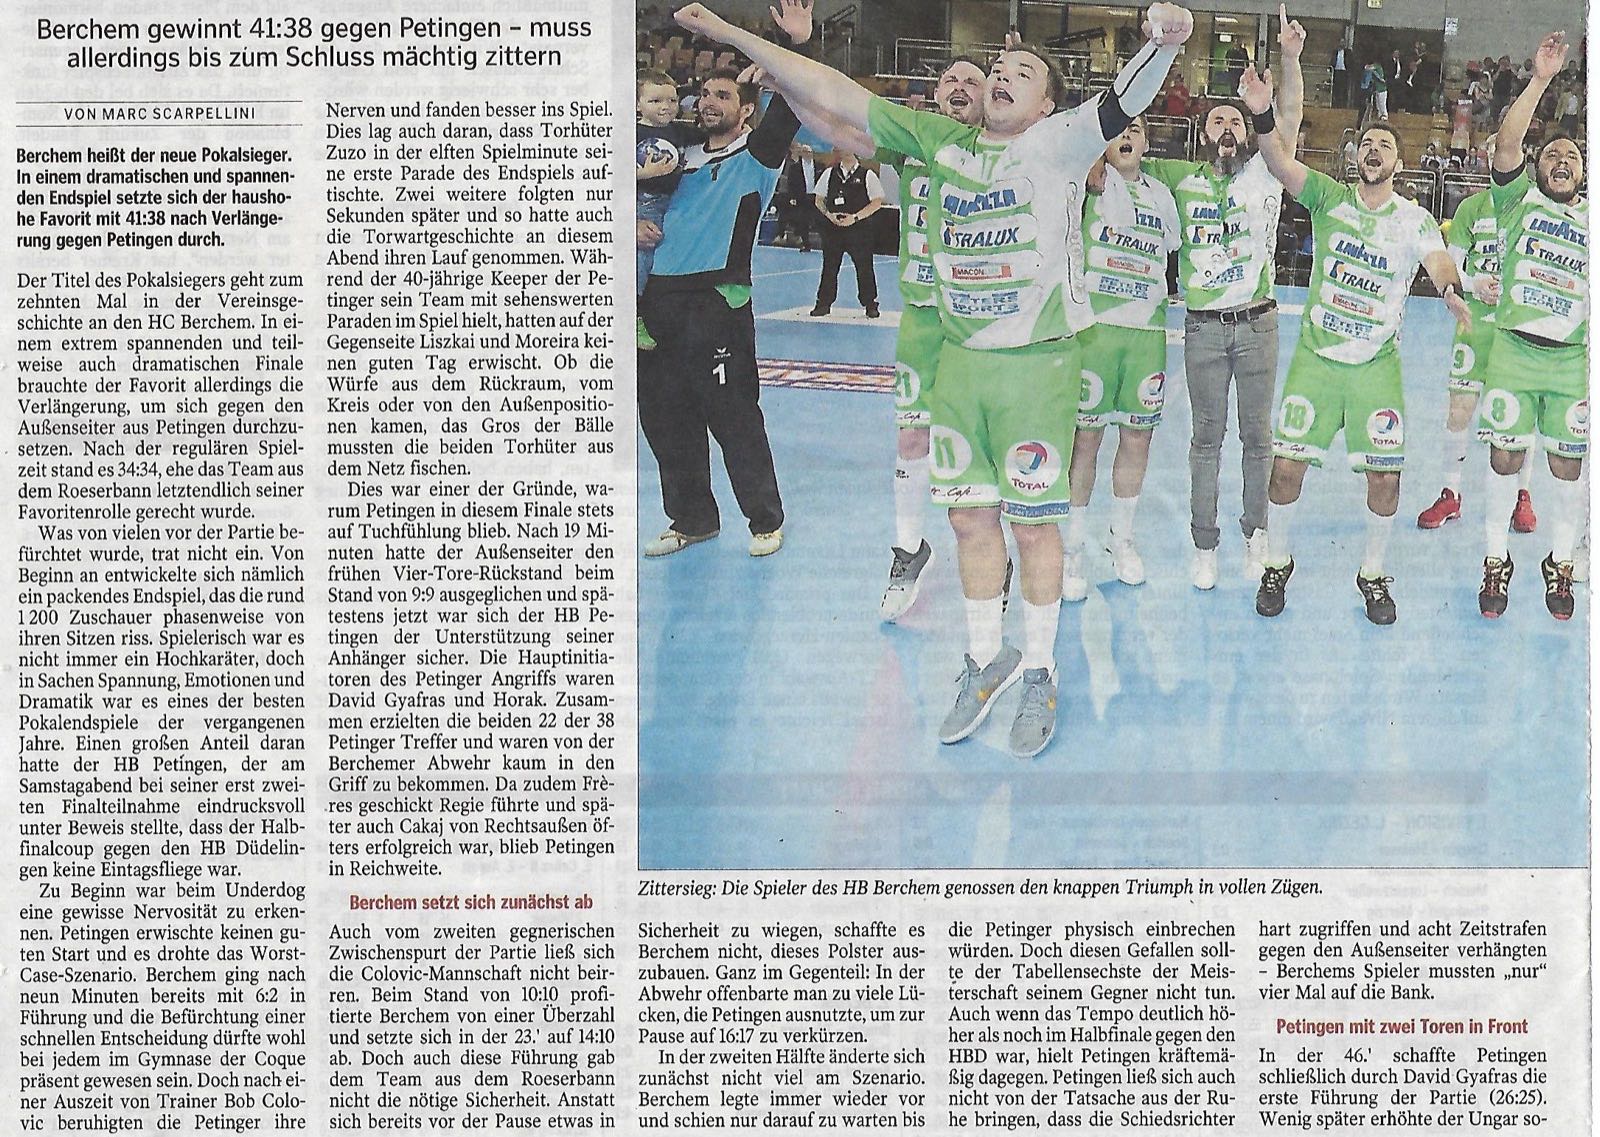 Berchem gewinnt 41:38 gegen Petingen – muss
allerdings bis zum Schluss mächtig zittern
VON MARC SCARPELLINI
Berchem heißt der neue Pokalsieger.
In einem dramatischen und spannen-
den Endspiel setzte sich der hausho-
he Favorit mit 41:38 nach Verlänge-
rung gegen Petingen durch.
Der Titel des Pokalsiegers geht zum
zehnten Mal in der Vereinsge-
schichte an den HC Berchem. In ei-
nem extrem spannenden und teil-
weise auch dramatischen Finale
brauchte der Favorit allerdings die
Verlängerung, um sich gegen den
Außenseiter aus Petingen durchzu-
setzen. Nach der regulären Spiel-
zeit stand es 34:34, ehe das Team aus
dem Roeserbann letztendlich seiner
Favoritenrolle gerecht wurde.
Was von vielen vor der Partie be-
fürchtet wurde, trat nicht ein. Von
Beginn an entwickelte sich nämlich
ein packendes Endspiel, das die rund
1 200 Zuschauer phasenweise von
ihren Sitzen riss. Spielerisch war es
nicht immer ein Hochkaräter, doch
in Sachen Spannung, Emotionen und
Dramatik war es eines der besten
Pokalendspiele der vergangenen
Jahre. Einen großen Anteil daran
hatte der HB Petingen, der am
Samstagabend bei seiner erst zwei-
ten Finalteilnahme eindrucksvoll
unter Beweis stellte, dass der Halb-
finalcoup gegen den HB Düdelin-
gen keine Eintagsfliege war.
Zu Beginn war beim Underdog
eine gewisse Nervosität zu erken-
nen. Petingen erwischte keinen gu-
ten Start und es drohte das Worst-
Case-Szenario. Berchem ging nach
neun Minuten bereits mit 6:2 in
Führung und die Befürchtung einer
schnellen Entscheidung dürfte wohl
bei jedem im Gymnase der Coque
präsent gewesen sein. Doch nach ei-
ner Auszeit von Trainer Bob Colo-
vic beruhigten die Petinger ihre
Nerven und fanden besser ins Spiel.
Dies lag auch daran, dass Torhüter
Zuzo in der elften Spielminute sei-
ne erste Parade des Endspiels auf-
tischte. Zwei weitere folgten nur
Sekunden später und so hatte auch
die Torwartgeschichte an diesem
Abend ihren Lauf genommen. Wäh-
rend der 40-jährige Keeper der Pe-
tinger sein Team mit sehenswerten
Paraden im Spiel hielt, hatten auf der
Gegenseite Liszkai und Moreira kei-
nen guten Tag erwischt. Ob die
Würfe aus dem Rückraum, vom
Kreis oder von den Außenpositio-
nen kamen, das Gros der Bälle
mussten die beiden Torhüter aus
dem Netz fischen.
Dies war einer der Gründe, wa-
rum Petingen in diesem Finale stets
auf Tuchfühlung blieb. Nach 19 Mi-
nuten hatte der Außenseiter den
frühen Vier-Tore-Rückstand beim
Stand von 9:9 ausgeglichen und spä-
testens jetzt war sich der HB Pe-
tingen der Unterstützung seiner
Anhänger sicher. Die Hauptinitia-
toren des Petinger Angriffs waren
David Gyafras und Horak. Zusam-
men erzielten die beiden 22 der 38
Petinger Treffer und waren von der
Berchemer Abwehr kaum in den
Griff zu bekommen. Da zudem Frè-
res geschickt Regie führte und spä-
ter auch Cakaj von Rechtsaußen öf-
ters erfolgreich war, blieb Petingen
in Reichweite.
Berchem setzt sich zunächst ab
Auch vom zweiten gegnerischen
Zwischenspurt der Partie ließ sich
die Colovic-Mannschaft nicht beir-
ren. Beim Stand von 10:10 profi-
tierte Berchem von einer Überzahl
und setzte sich in der 23.' auf 14:10
ab. Doch auch diese Führung gab
dem Team aus dem Roeserbann
nicht die nötige Sicherheit. Anstatt
sich bereits vor der Pause etwas in
LAVAZZA
TRALUX
MACON
PETERS
SPORTS
17
11
TOTAL
1
21
6
TRALUX
PETERS
SPORTS
18
LAVAZZA
TRALUX
PETERS
SPORTS
18
TOTAL
9
LAVAZZA
TRALUX
8
TOTAL
Zittersieg: Die Spieler des HB Berchem genossen den knappen Triumph in vollen Zügen.
Sicherheit zu wiegen, schaffte es
Berchem nicht, dieses Polster aus-
zubauen. Ganz im Gegenteil: In der
Abwehr offenbarte man zu viele Lü-
cken, die Petingen ausnutzte, um zur
Pause auf 16:17 zu verkürzen.
In der zweiten Hälfte änderte sich
zunächst nicht viel am Szenario.
Berchem legte immer wieder vor
und schien nur darauf zu warten bis
die Petinger physisch einbrechen
würden. Doch diesen Gefallen soll-
te der Tabellensechste der Meis-
terschaft seinem Gegner nicht tun.
Auch wenn das Tempo deutlich hö-
her als noch im Halbfinale gegen den
HBD war, hielt Petingen kräftemä-
ßig dagegen. Petingen ließ sich auch
nicht von der Tatsache aus der Ru-
he bringen, dass die Schiedsrichter
hart zugriffen und acht Zeitstrafen
gegen den Außenseiter verhängten
– Berchems Spieler mussten „nur“
vier Mal auf die Bank.
Petingen mit zwei Toren in Front
In der 46.' schaffte Petingen
schließlich durch David Gyafras die
erste Führung der Partie (26:25).
Wenig später erhöhte der Ungar so-